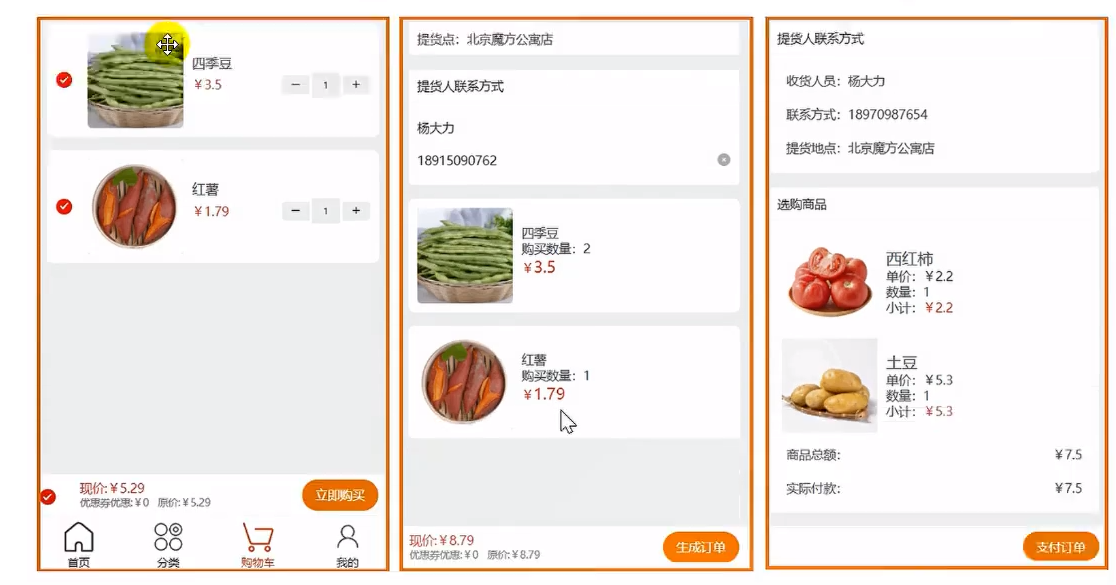 四季豆
￥3.5
1
红薯
￥1.79
1
现价:￥5.29
优惠券优惠:￥0 原价:￥5.29
立即购买
首页
分类
购物车
我的
提货点：北京魔方公寓店
提货人联系方式
杨大力
18915090762
四季豆
购买数量：2
￥3.5
红薯
购买数量：1
￥1.79
现价:￥8.79
优惠券优惠:￥0 原价:￥8.79
生成订单
提货人联系方式
收货人员：杨大力
联系方式：18970987654
提货地点：北京魔方公寓店
选购商品
西红柿
单价：￥2.2
数量：1
小计：￥2.2
土豆
单价：￥5.3
数量：1
小计：￥5.3
商品总额:
￥7.5
实际付款:
￥7.5
支付订单